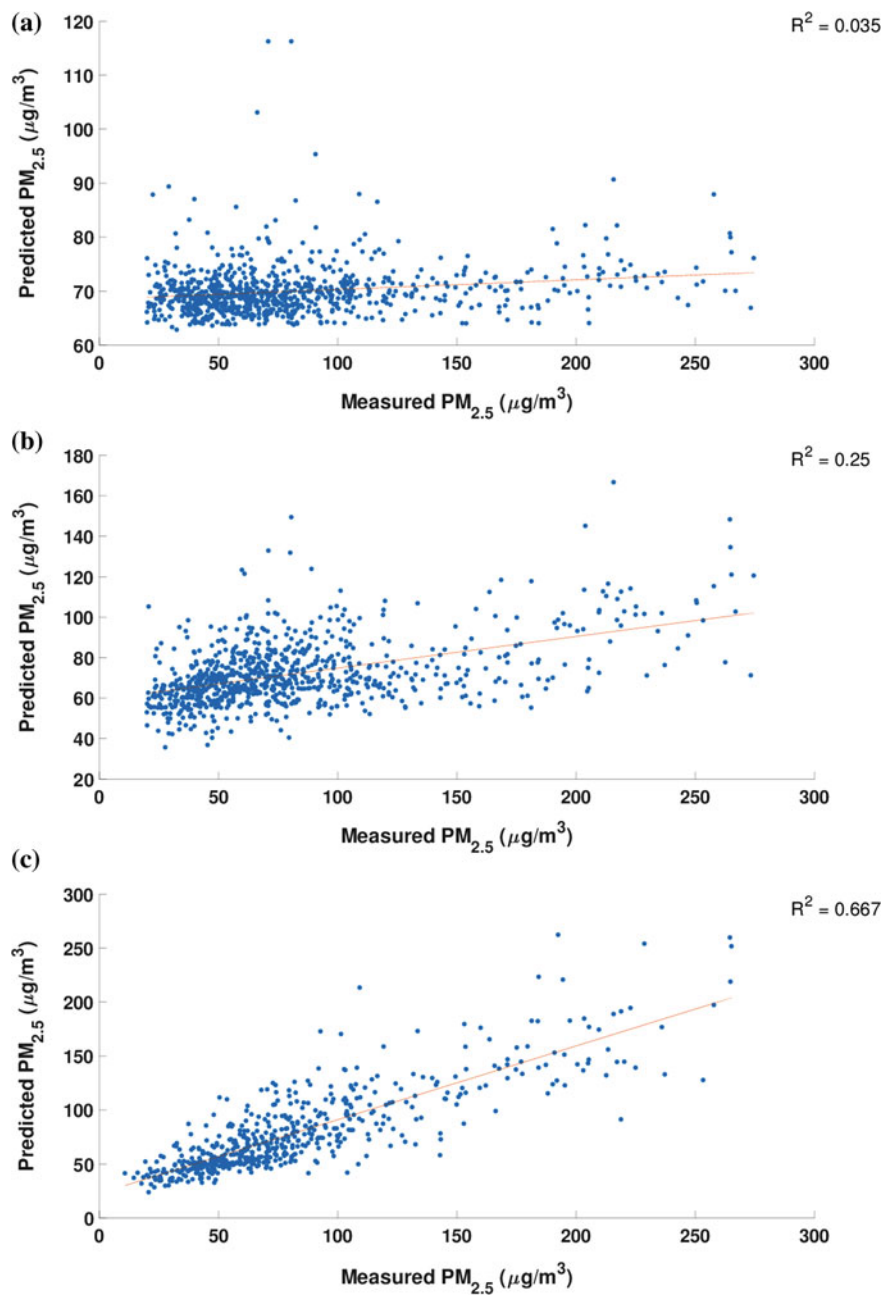 (a)
R² = 0.035
120
110
100
90
80
70
60
Predicted PM₂.₅ (μg/m³)
0 50 100 150 200 250 300
Measured PM₂.₅ (μg/m³)
(b)
R² = 0.25
180
160
140
120
100
80
60
40
20
Predicted PM₂.₅ (μg/m³)
0 50 100 150 200 250 300
Measured PM₂.₅ (μg/m³)
(c)
R² = 0.667
300
250
200
150
100
50
0
Predicted PM₂.₅ (μg/m³)
0 50 100 150 200 250 300
Measured PM₂.₅ (μg/m³)